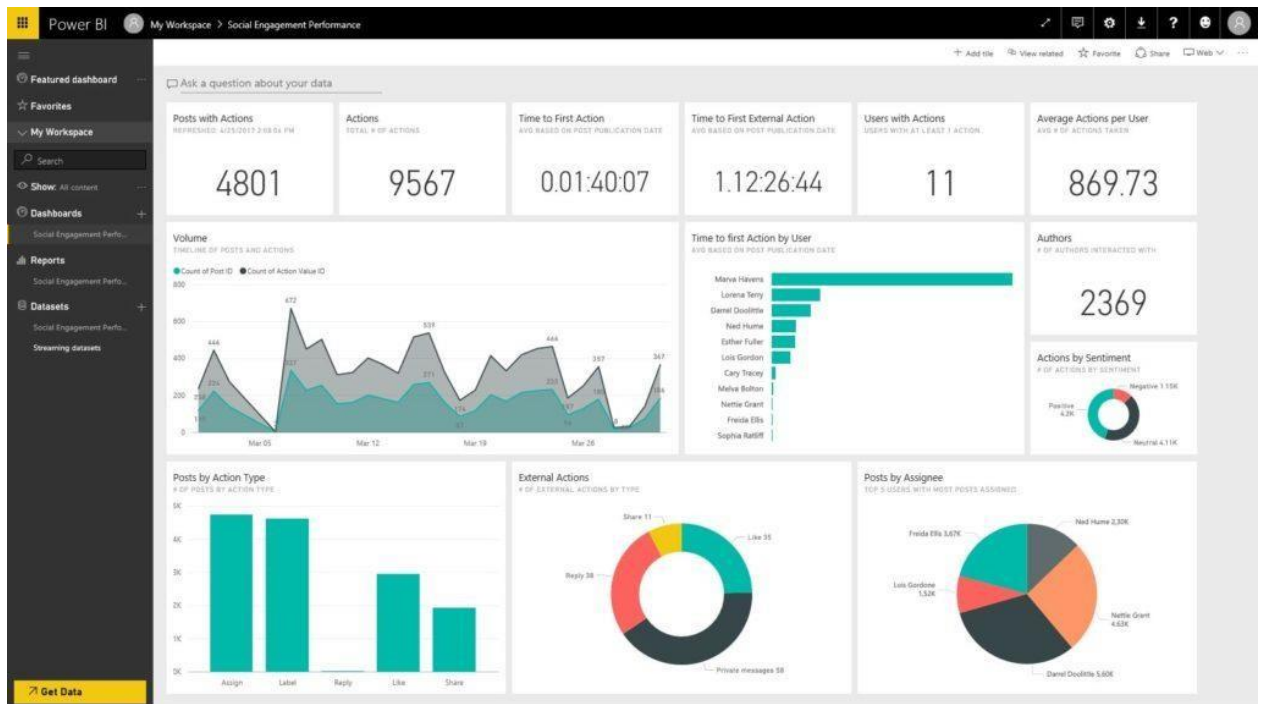 Power BI
My Workspace > Social Engagement Performance
Add tile
View related
Favorite
Share
Web
Featured dashboard
Favorites
My Workspace
Search
Show: All content
Dashboards
Social Engagement Perfo...
Reports
Social Engagement Perfo...
Datasets
Social Engagement Perfo...
Streaming datasets
Get Data
Ask a question about your data
Posts with Actions
4801
Actions
TOTAL # OF ACTIONS
9567
Time to First Action
AVG BASED ON POST PUBLICATION DATE
0.01:40:07
Time to First External Action
AVG BASED ON POST PUBLICATION DATE
1.12:26:44
Users with Actions
USERS WITH AT LEAST 1 ACTION
11
Average Actions per User
AVG # OF ACTIONS TAKEN
869.73
Volume
TIMELINE OF POSTS AND ACTIONS
Count of Post ID Count of Action Value ID
800
600
400
200
0
446
672
539
466
357
367
224
271
Mar 05 Mar 12 Mar 19 Mar 26
Time to first Action by User
AVG BASED ON POST PUBLICATION DATE
Marva Havens
Lorena Terry
Darrel Doolittle
Ned Hume
Esther Fuller
Lois Gordon
Cary Tracey
Melva Bolton
Nettie Grant
Freida Ellis
Sophia Ratliff
Authors
# OF AUTHORS INTERACTED WITH
2369
Actions by Sentiment
# OF ACTIONS BY SENTIMENT
Negative 1.15K
Positive
4.2K
Neutral 4.11K
Posts by Action Type
# OF POSTS BY ACTION TYPE
5K
4K
3K
2K
1K
0K
Assign Label Reply Like Share
External Actions
# OF EXTERNAL ACTIONS BY TYPE
Share 11
Like 35
Reply 38
Private messages 58
Posts by Assignee
TOP 5 USERS WITH MOST POSTS ASSIGNED
Ned Hume 2,30K
Freida Ellis 3,67K
Lois Gordone
1,52K
Nettie Grant
4.63K
Darrel Doolittle 5,60K